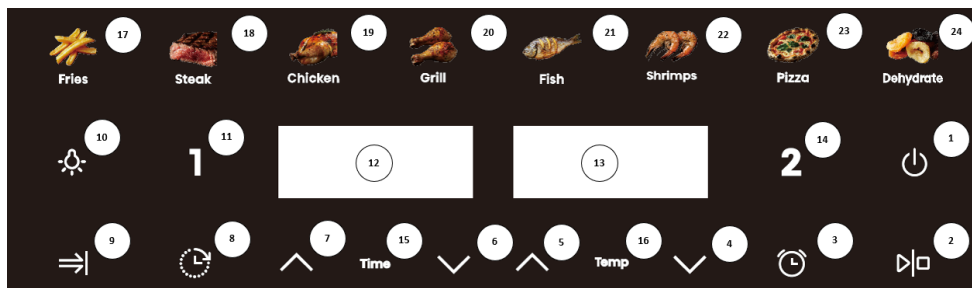 17 18 19 20 21 22 23 24
Fries Steak Chicken Grill Fish Shrimps Pizza Dehydrate
10 11 14 1
1 12 13 2
9 8 7 15 6 5 16 4 3 2
Time Temp